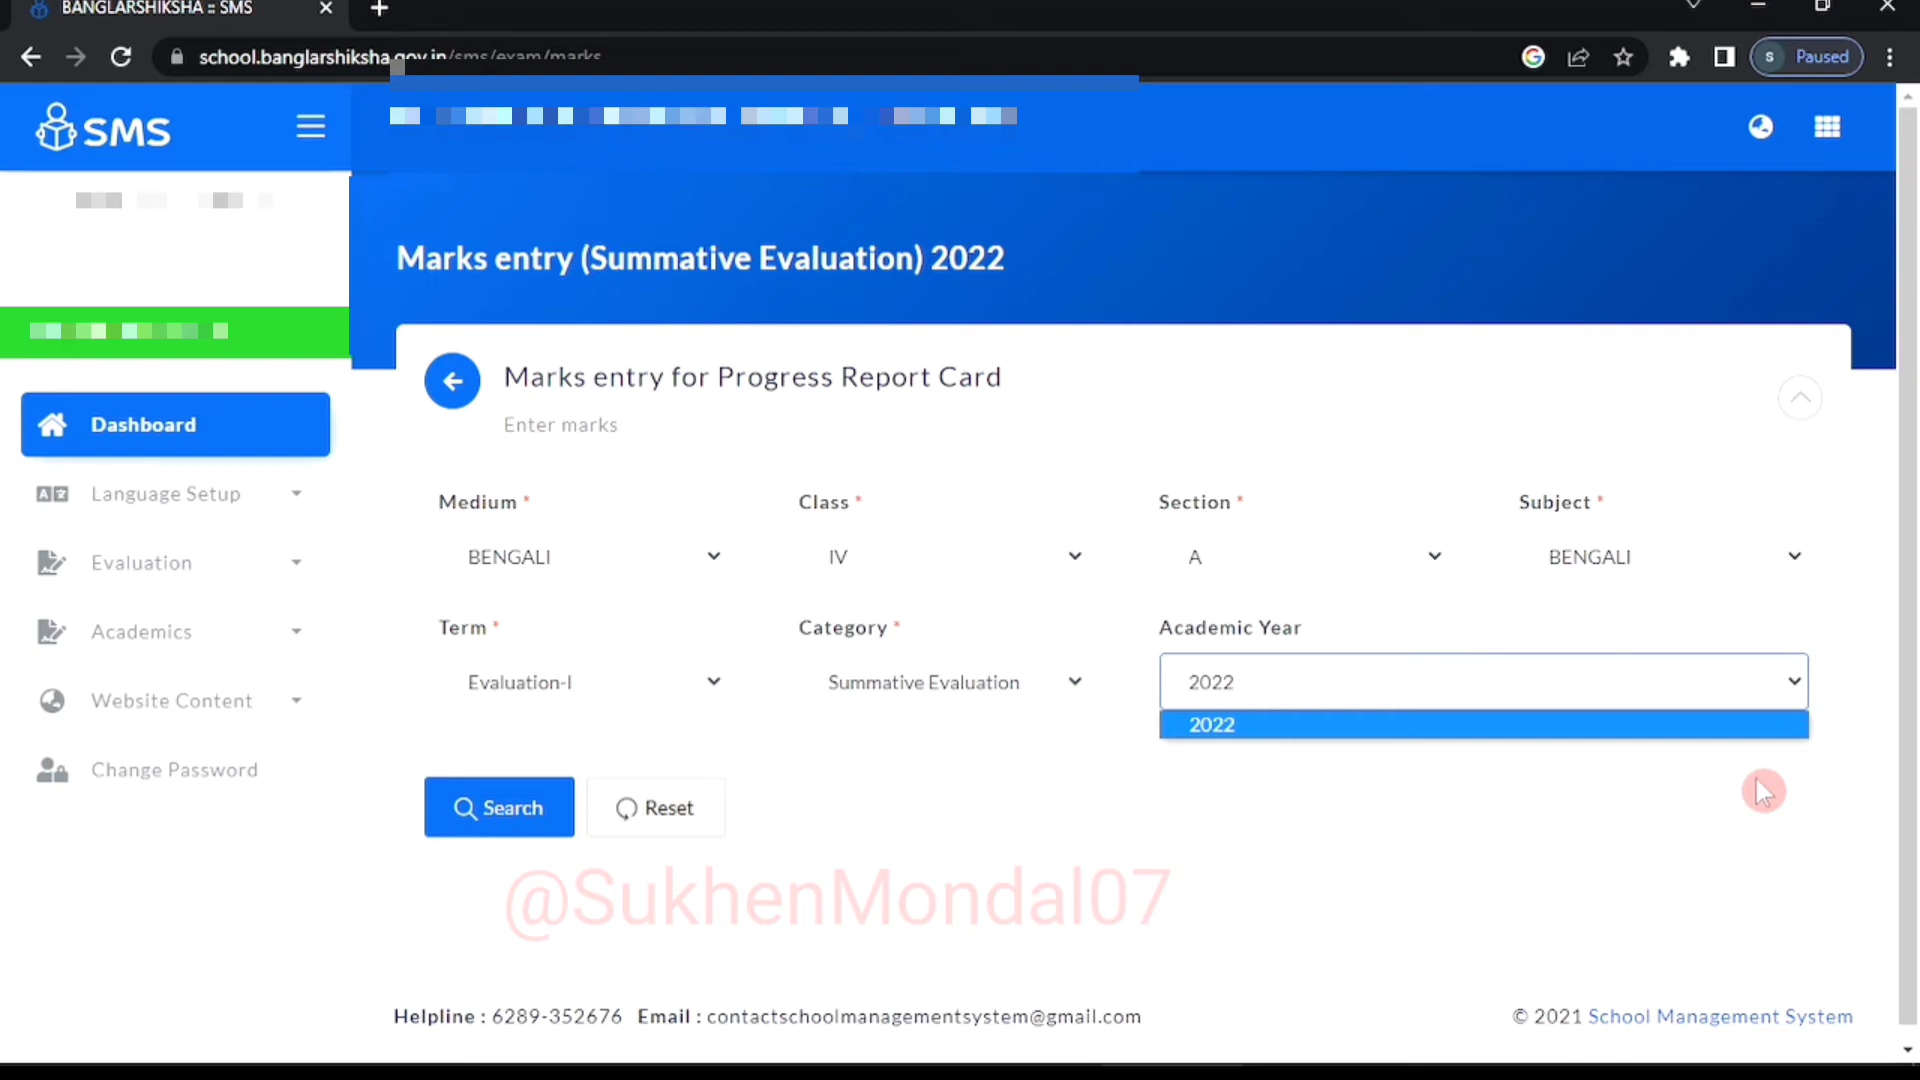 BANGLARSHIKSHA :: SMS
school.banglarshiksha.gov.in/sms/exam/marks
Paused
SMS
Marks entry (Summative Evaluation) 2022
Marks entry for Progress Report Card
Enter marks
Dashboard
Language Setup
Evaluation
Academics
Website Content
Change Password
Medium * Class * Section * Subject *
BENGALI IV A BENGALI
Term * Category * Academic Year
Evaluation-I Summative Evaluation 2022
2022
Search Reset
@SukhenMondal07
Helpline : 6289-352676 Email : contactschoolmanagementsystem@gmail.com © 2021 School Management System